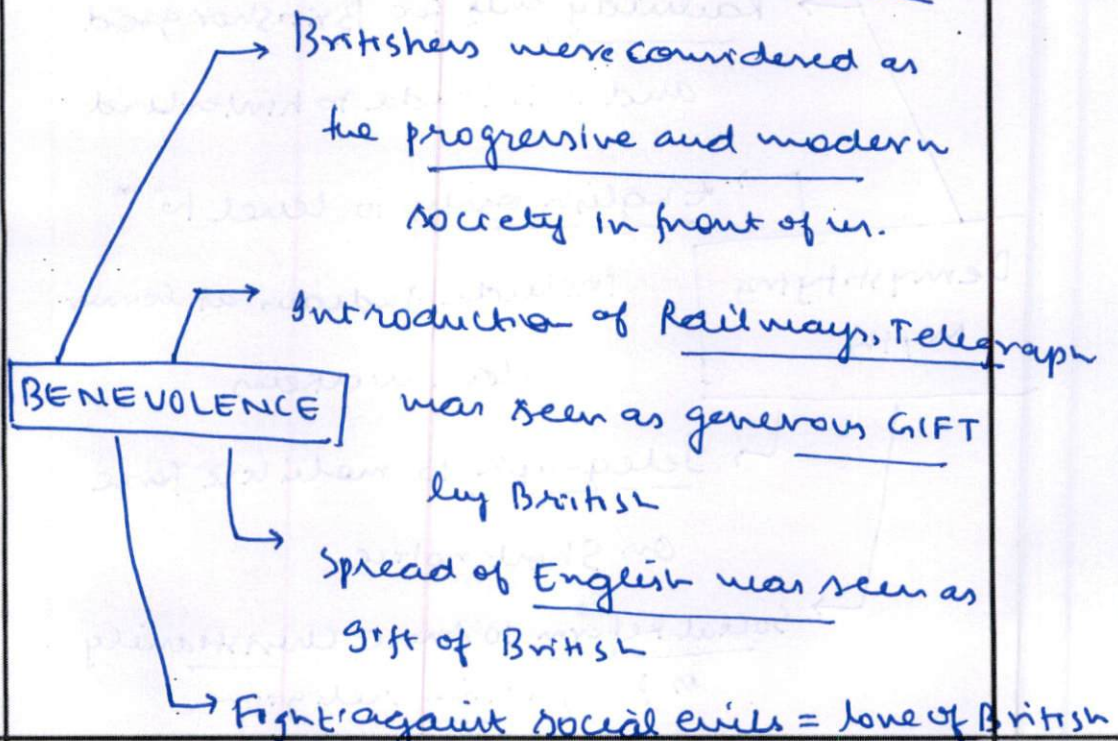 Britishers were considered as
the progressive and modern
society in front of us.
Introduction of Railways, Telegraph
BENEVOLENCE
was seen as generous GIFT
by British
Spread of English was seen as
gift of British
Fight against social evils = love of British